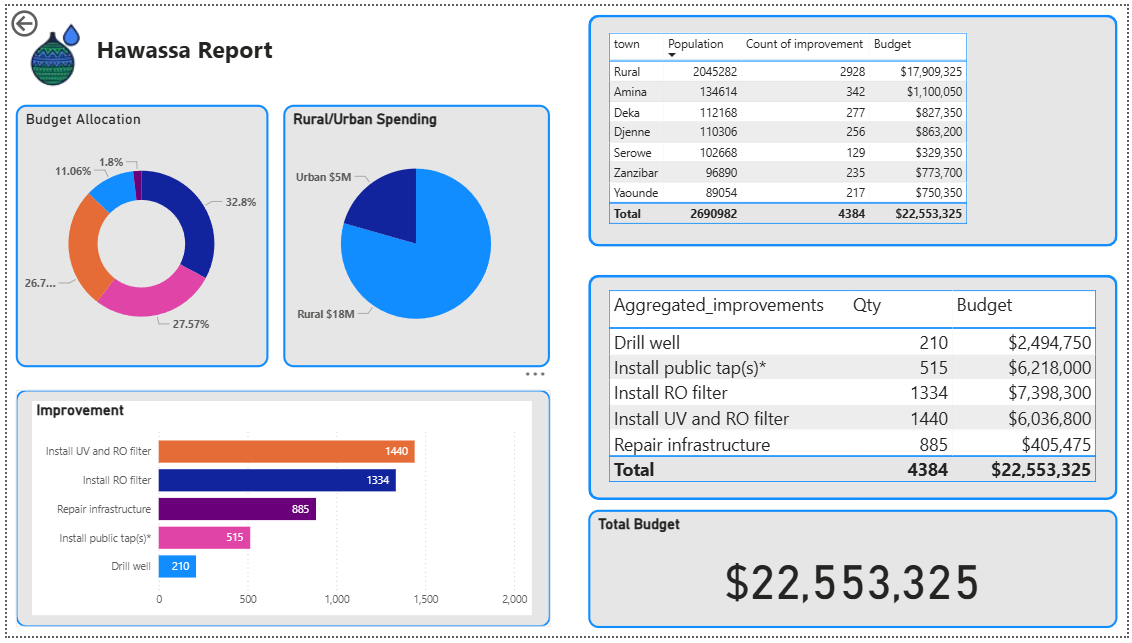 Hawassa Report
Budget Allocation
1.8%
11.06%
32.8%
26.7...
27.57%
Rural/Urban Spending
Urban $5M
Rural $18M
Improvement
Install UV and RO filter 1440
Install RO filter 1334
Repair infrastructure 885
Install public tap(s)* 515
Drill well 210
0 500 1,000 1,500 2,000
town Population Count of improvement Budget
Rural 2045282 2928 $17,909,325
Amina 134614 342 $1,100,050
Deka 112168 277 $827,350
Djenne 110306 256 $863,200
Serowe 102668 129 $329,350
Zanzibar 96890 235 $773,700
Yaounde 89054 217 $750,350
Total 2690982 4384 $22,553,325
Aggregated_improvements Qty Budget
Drill well 210 $2,494,750
Install public tap(s)* 515 $6,218,000
Install RO filter 1334 $7,398,300
Install UV and RO filter 1440 $6,036,800
Repair infrastructure 885 $405,475
Total 4384 $22,553,325
Total Budget
$22,553,325